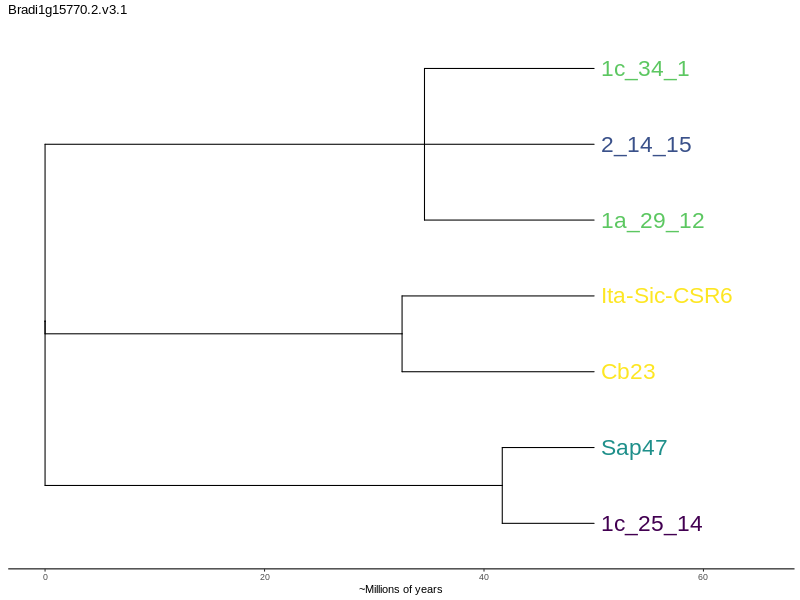 Bradi1g15770.2.v3.1
1c_34_1
2_14_15
1a_29_12
Ita-Sic-CSR6
Cb23
Sap47
1c_25_14
0 20 40 60
~Millions of years